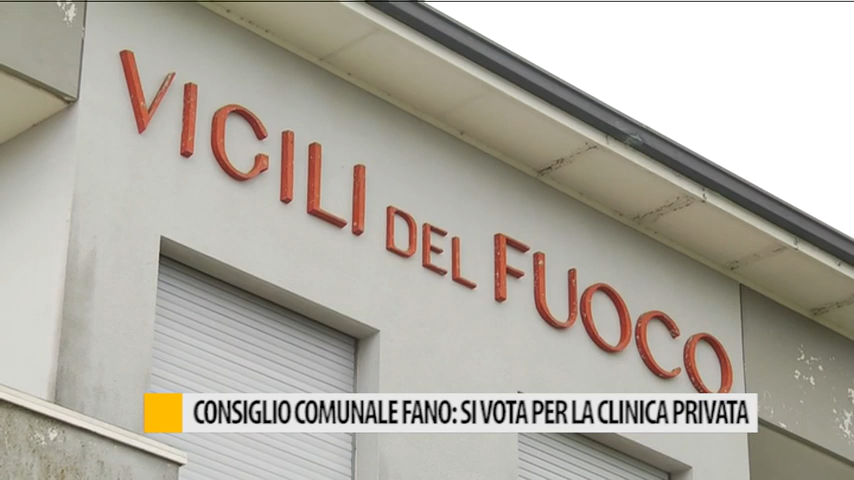 VIGILI DEL FUOCO
CONSIGLIO COMUNALE FANO: SI VOTA PER LA CLINICA PRIVATA